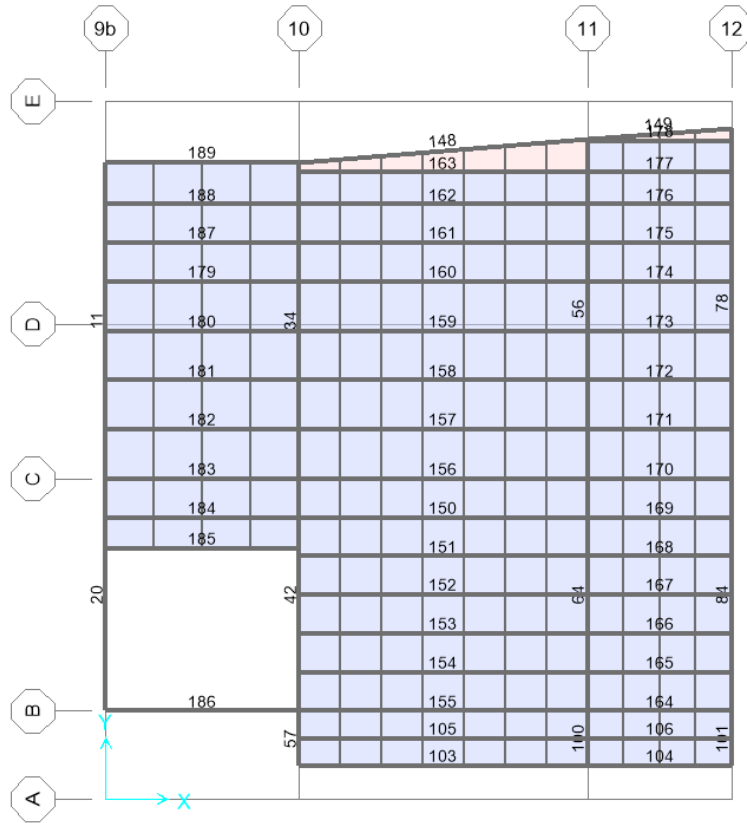 9b 10 11 12
E
149
178
148
189 163 177
188 162 176
187 161 175
179 160 174
11 34 56 78
D 180 159 173
181 158 172
182 157 171
C 183 156 170
184 150 169
185 151 168
20 42 152 64 167 84
153 166
154 165
B 186 155 164
Y 57 105 100 106 101
103 104
A X